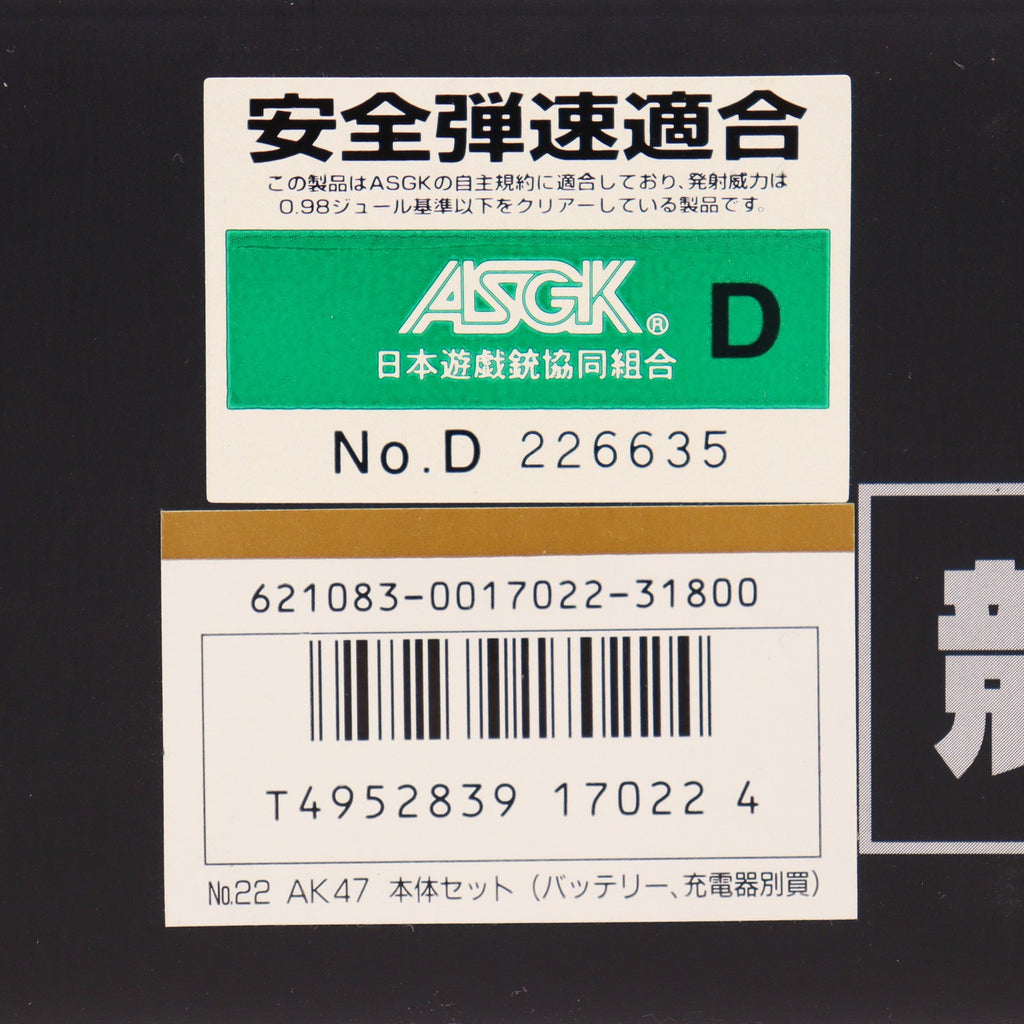 安全弾速適合
この製品はASGKの自主規約に適合しており、発射威力は
0.98ジュール基準以下をクリアーしている製品です。
ASGK® D
日本遊戯銃協同組合
No.D 226635
621083-0017022-31800
T4952839 17022 4
No.22 AK47 本体セット（バッテリー、充電器別買）